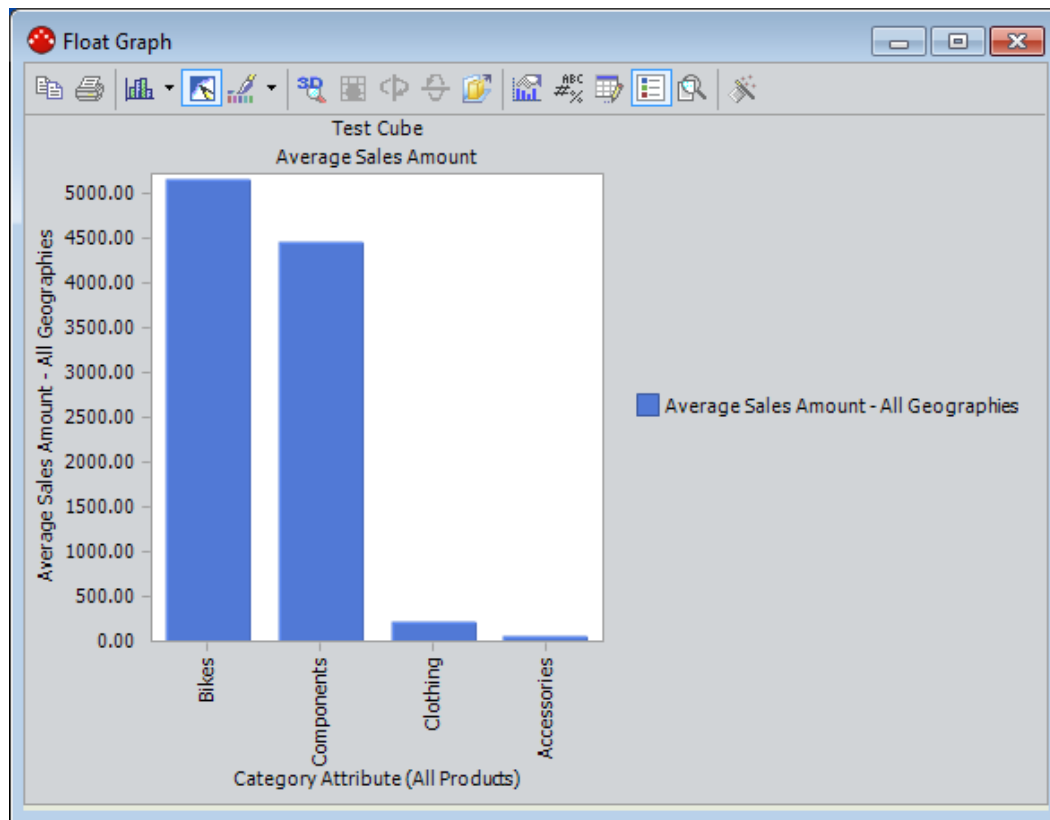 Float Graph
3D
ABC
#%
Test Cube
Average Sales Amount
Average Sales Amount - All Geographies
5000.00
4500.00
4000.00
3500.00
3000.00
2500.00
2000.00
1500.00
1000.00
500.00
0.00
Bikes
Components
Clothing
Accessories
Category Attribute (All Products)
Average Sales Amount - All Geographies